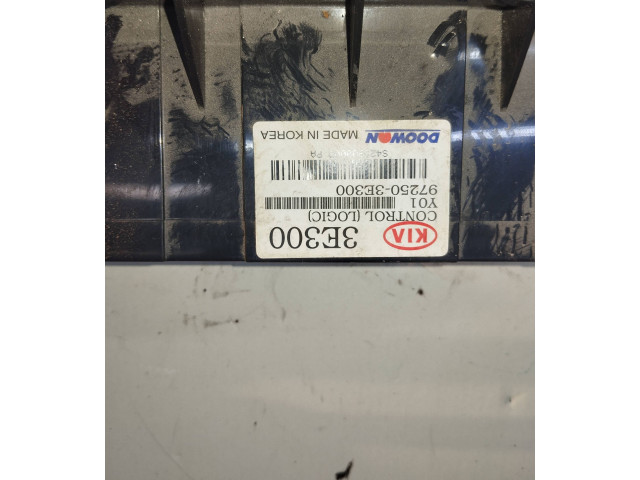 KIA 3E300
CONTROL (LOGIC)
Y01
97250-3E300
DOOWON MADE IN KOREA